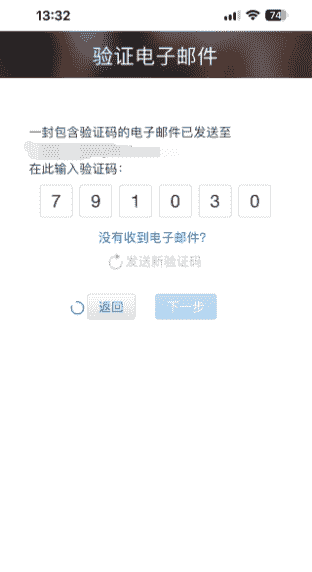 13:32
74
验证电子邮件
一封包含验证码的电子邮件已发送至
在此输入验证码：
7 9 1 0 3 0
没有收到电子邮件？
发送新验证码
返回 下一步